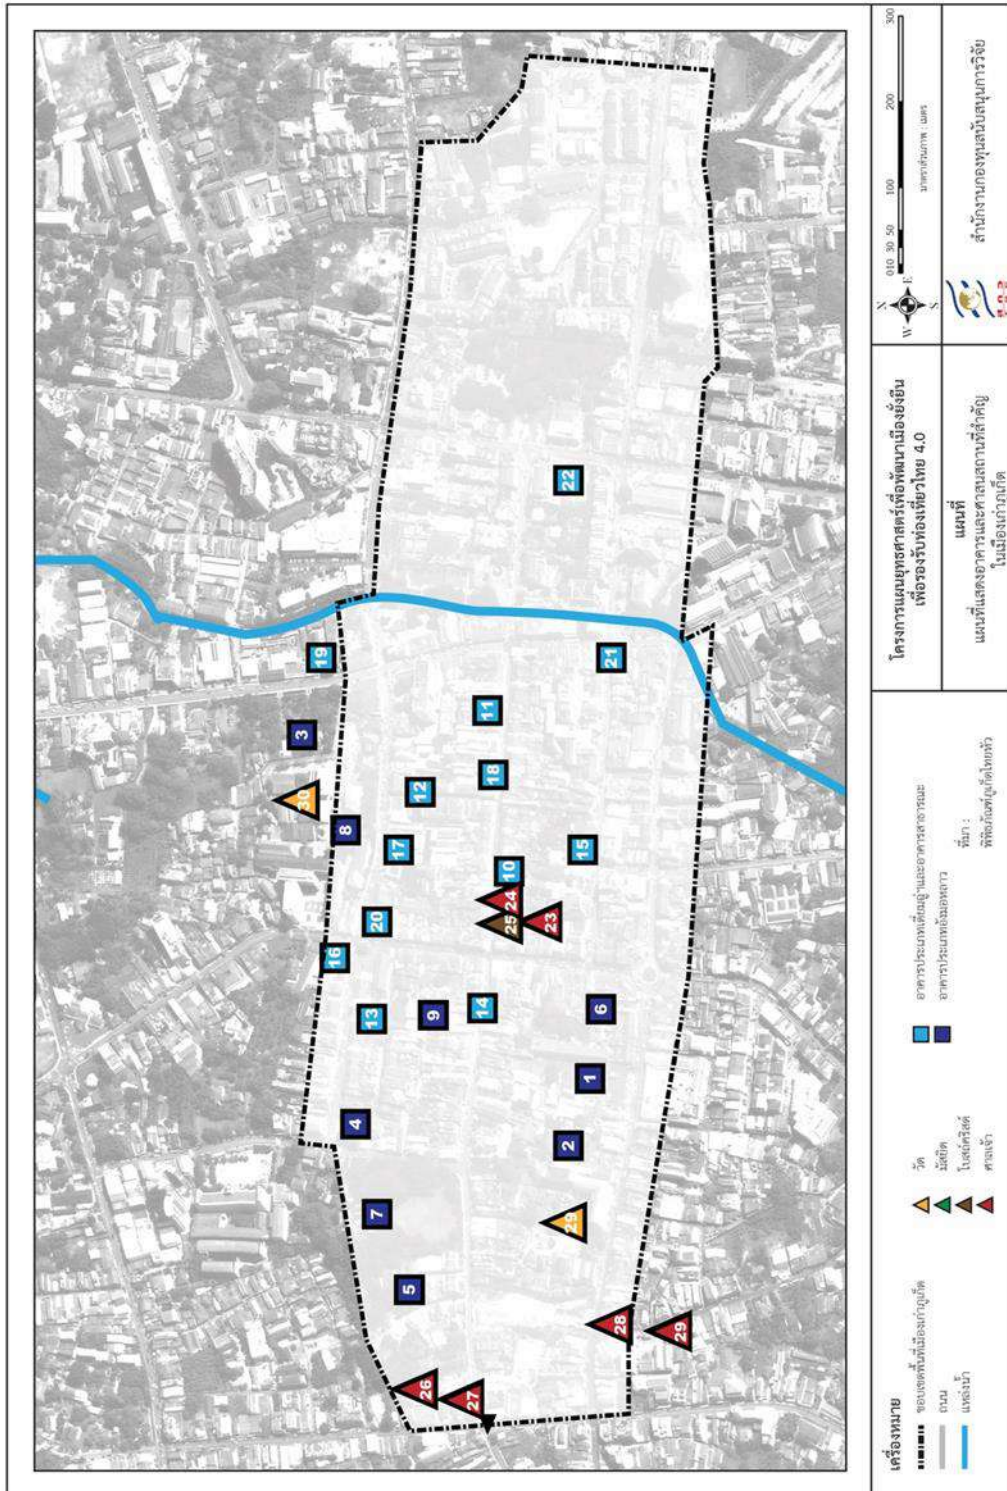 โครงการแผนยุทธศาสตร์เพื่อพัฒนาเมืองยั่งยืน
เพื่อรองรับท่องเที่ยวไทย 4.0
แผนที่
แผนที่แสดงอาคารและศาสนสถานที่สำคัญ
ในเมืองเก่าภูเก็ต
N
E
S
W
0 10 30 50 100 200 300
มาตราส่วนภาพ : เมตร
สกว
สำนักงานกองทุนสนับสนุนการวิจัย
เครื่องหมาย
ขอบเขตพื้นที่เมืองเก่าภูเก็ต
ถนน
แหล่งน้ำ
วัด
มัสยิด
โบสถ์คริสต์
ศาลเจ้า
อาคารประเภทตึกแถวและอาคารสาธารณะ
อาคารประเภทอั้งม้อหลาว
ที่มา :
พิพิธภัณฑ์ภูเก็ตไทยหัว
26
27
5
28
29
7
29
4
2
1
13
9
14
6
16
20
25
23
24
10
17
15
8
30
12
18
3
11
19
21
22